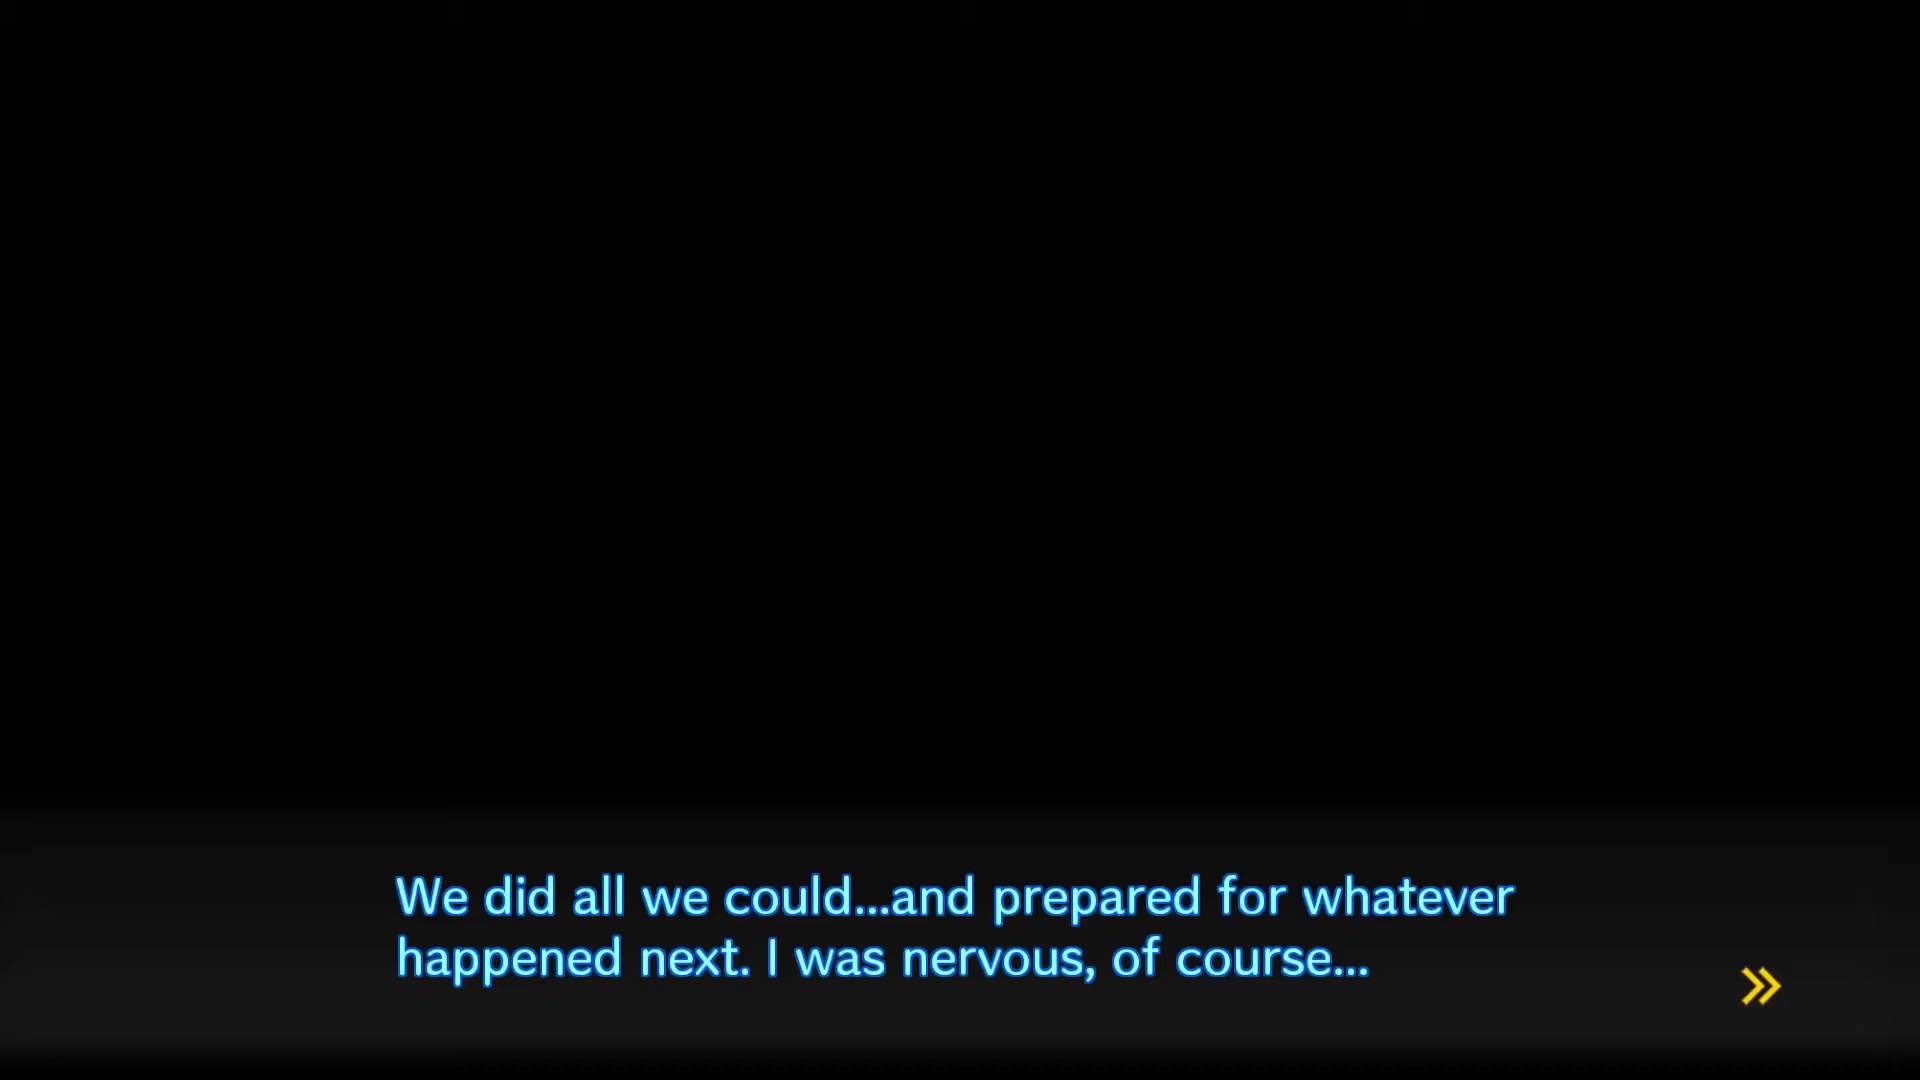 We did all we could...and prepared for whatever
happened next. I was nervous, of course...